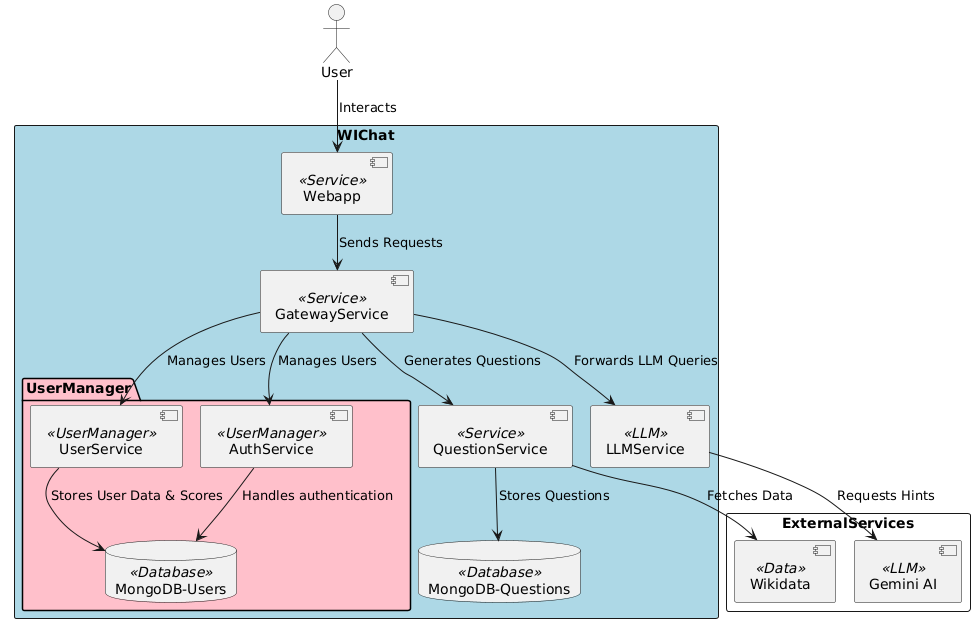 User
Interacts
WIChat
«Service»
Webapp
Sends Requests
«Service»
GatewayService
Manages Users
Manages Users
Generates Questions
Forwards LLM Queries
UserManager
«UserManager»
UserService
«UserManager»
AuthService
«Service»
QuestionService
«LLM»
LLMService
Stores User Data & Scores
Handles authentication
Stores Questions
Fetches Data
Requests Hints
ExternalServices
«Database»
MongoDB-Users
«Database»
MongoDB-Questions
«Data»
Wikidata
«LLM»
Gemini AI